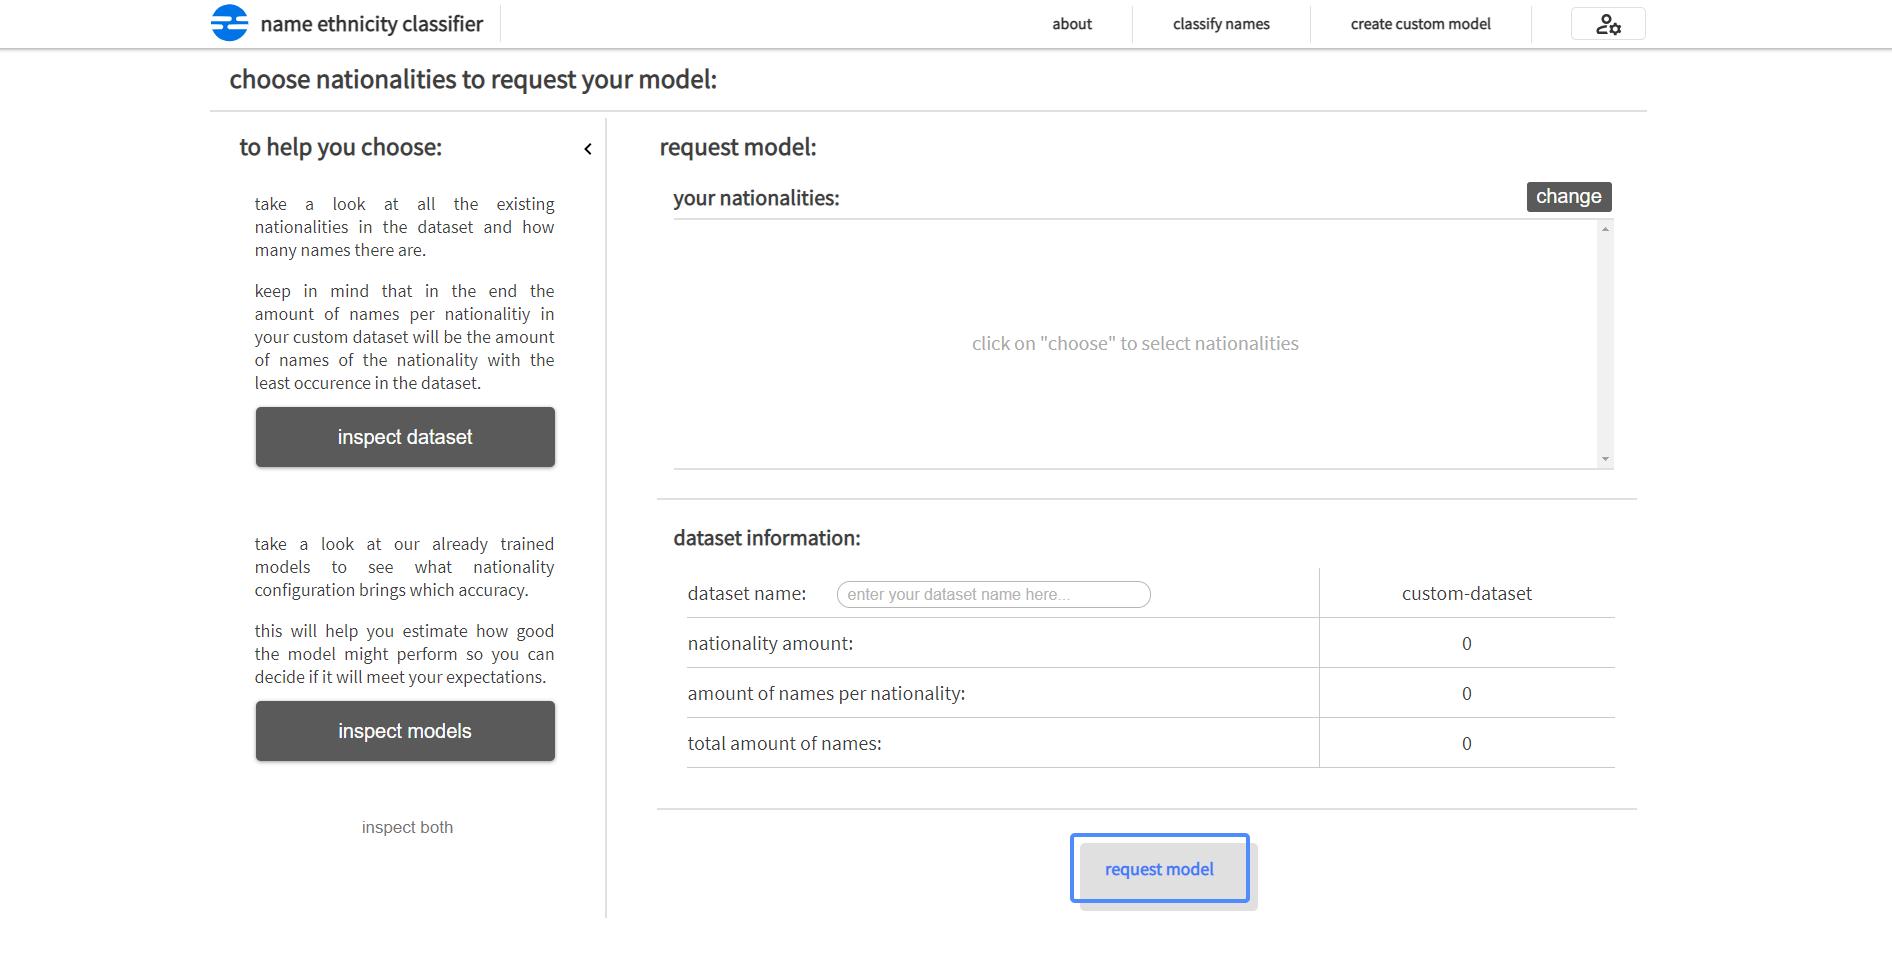 name ethnicity classifier
about
classify names
create custom model
choose nationalities to request your model:
to help you choose:
take a look at all the existing
nationalities in the dataset and how
many names there are.
keep in mind that in the end the
amount of names per nationalitiy in
your custom dataset will be the amount
of names of the nationality with the
least occurence in the dataset.
inspect dataset
take a look at our already trained
models to see what nationality
configuration brings which accuracy.
this will help you estimate how good
the model might perform so you can
decide if it will meet your expectations.
inspect models
inspect both
request model:
your nationalities:
change
click on "choose" to select nationalities
dataset information:
dataset name: enter your dataset name here... custom-dataset
nationality amount: 0
amount of names per nationality: 0
total amount of names: 0
request model